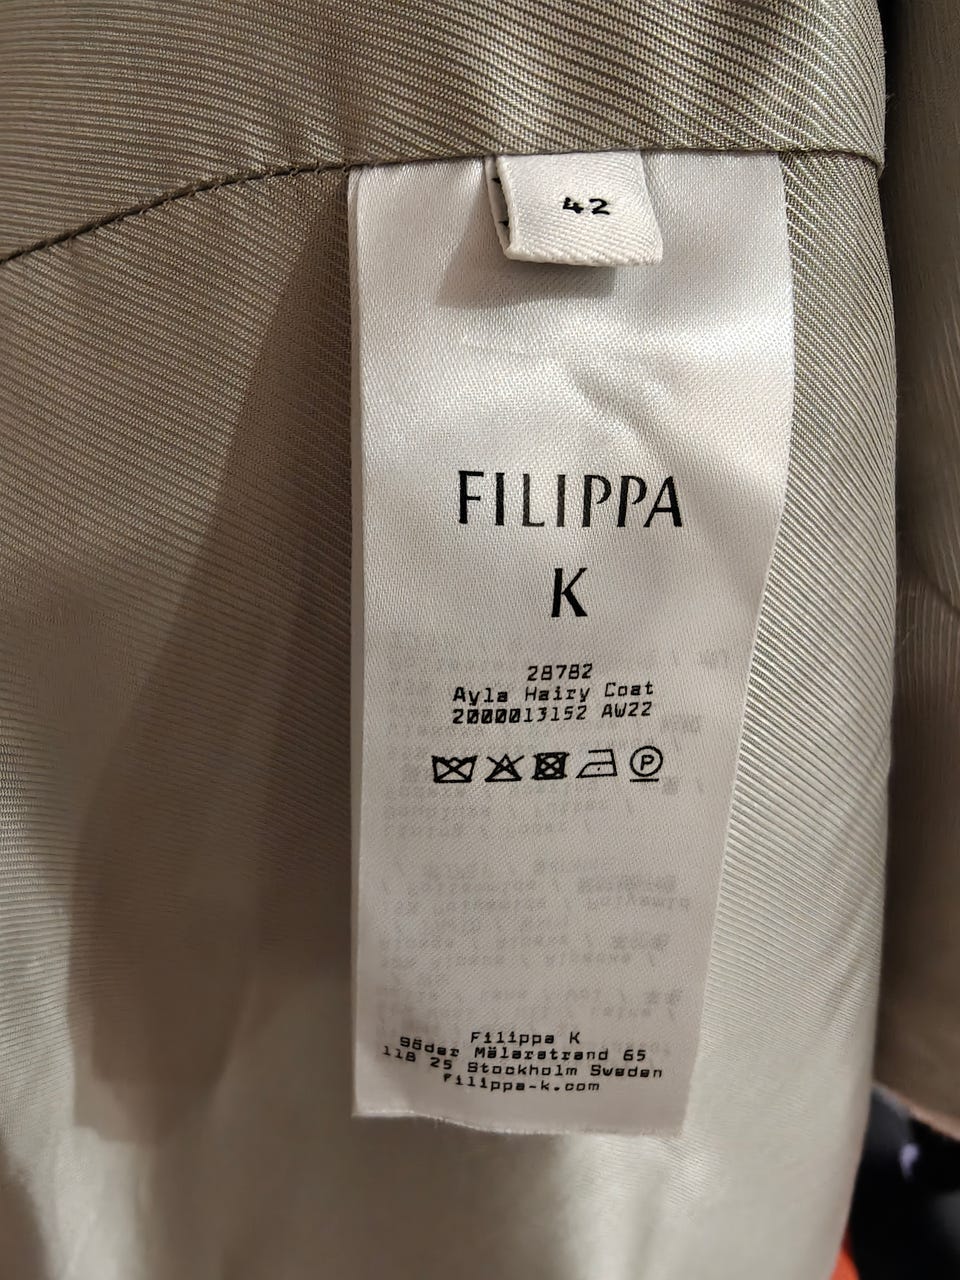 42
FILIPPA
K
28782
Ayla Hairy Coat
2000013152 AW22
P
Filippa K
Söder Mälarstrand 65
118 25 Stockholm Sweden
filippa-k.com